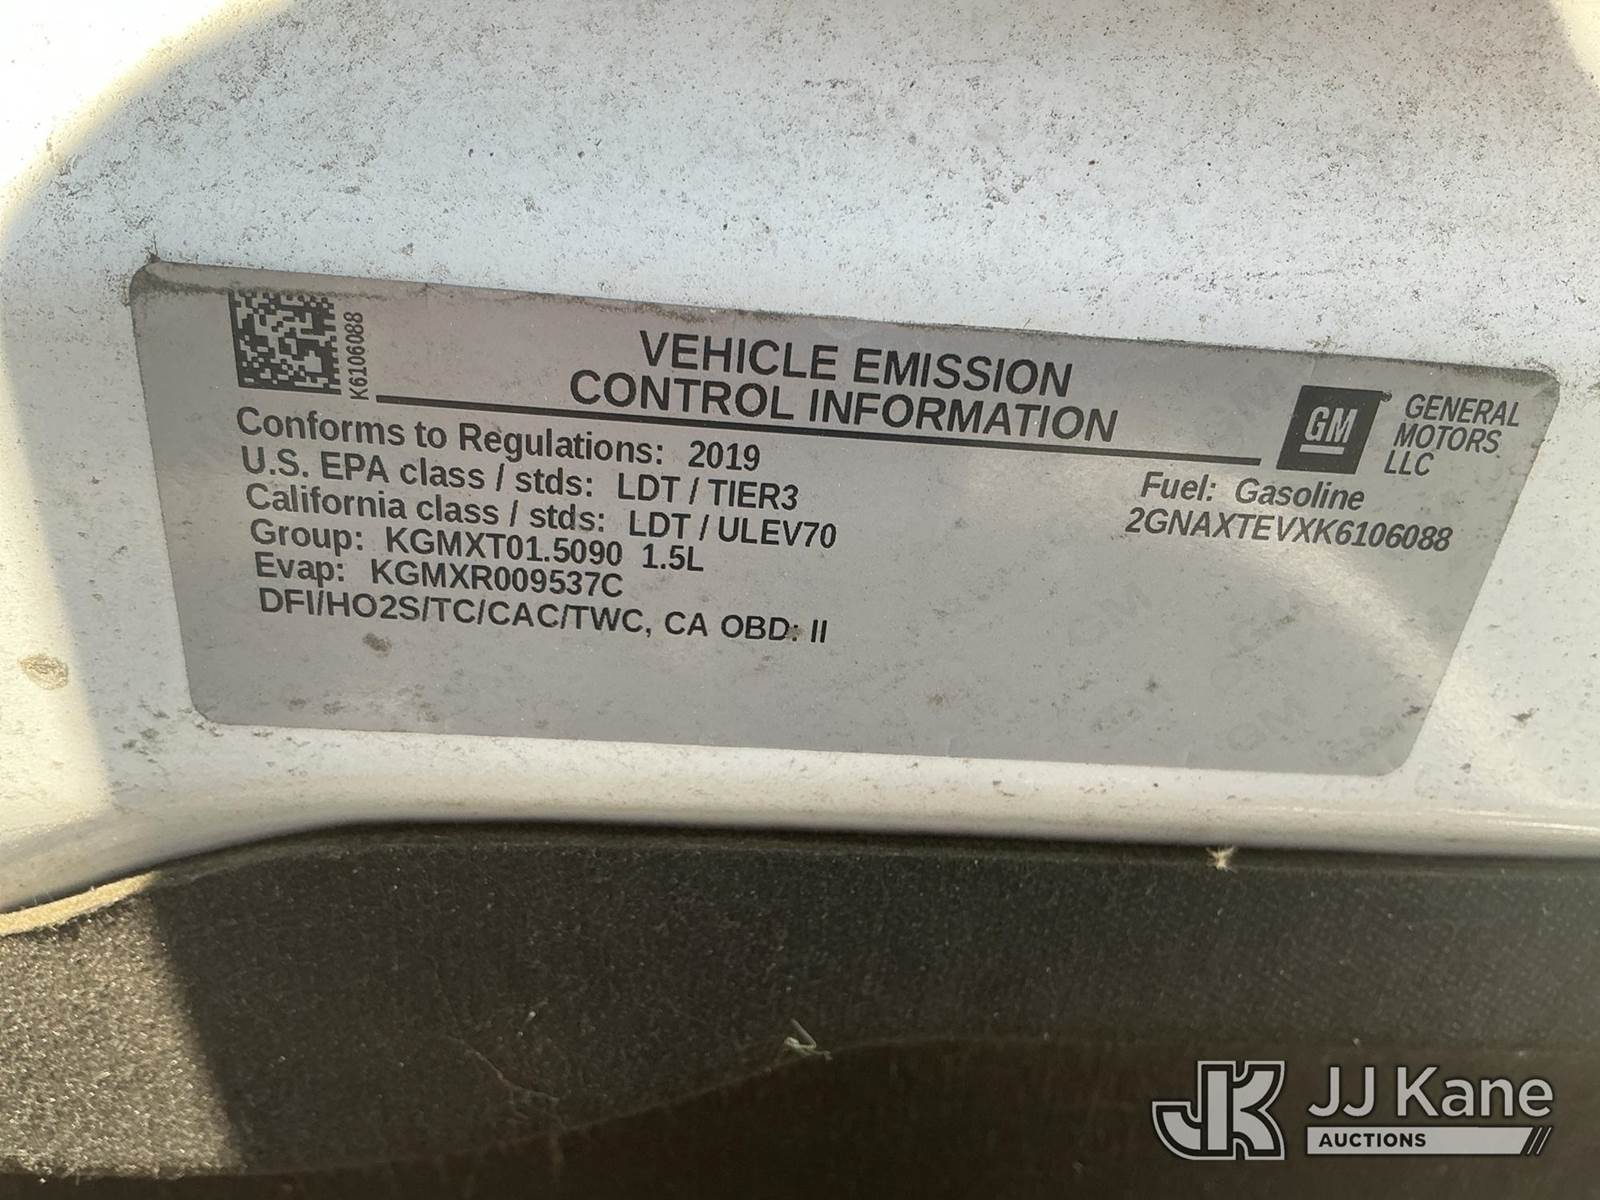 K6106088
VEHICLE EMISSION
CONTROL INFORMATION
GM
GENERAL
MOTORS
LLC
Conforms to Regulations: 2019
U.S. EPA class / stds: LDT / TIER3
California class / stds: LDT / ULEV70
Group: KGMXT01.5090 1.5L
Evap: KGMXR009537C
DFI/HO2S/TC/CAC/TWC, CA OBD: II
Fuel: Gasoline
2GNAXTEVXK6106088
JK JJ Kane
AUCTIONS